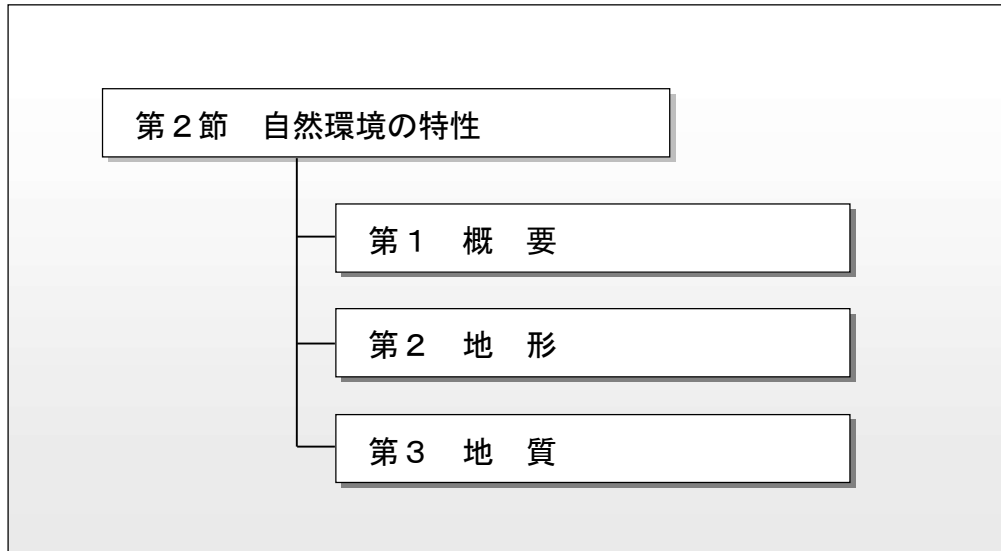 第２節　自然環境の特性
第１　概　要
第２　地　形
第３　地　質